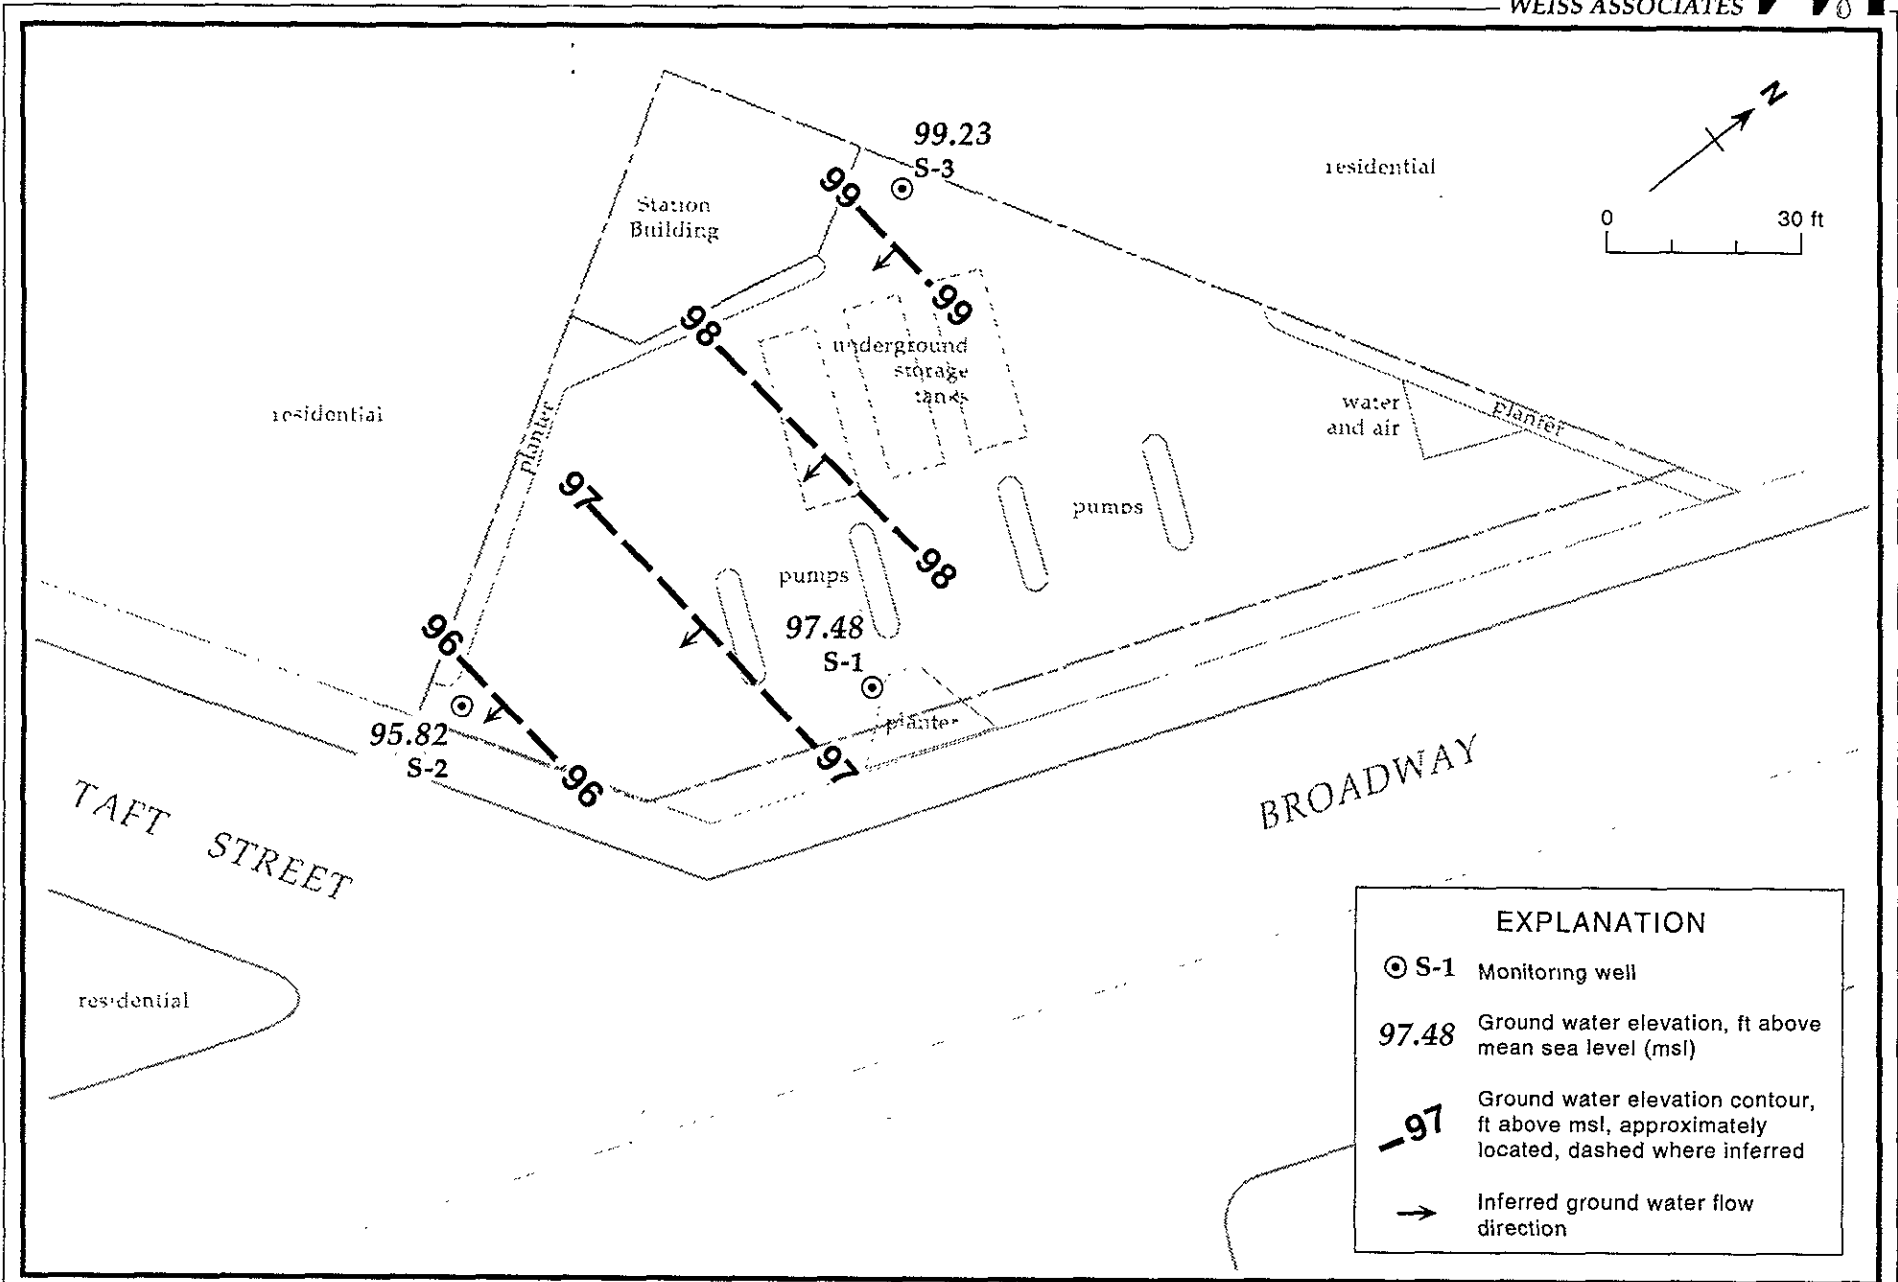 WEISS ASSOCIATES
N
0 30 ft
99.23
S-3
residential
99
99
Station
Building
98
98
underground
storage
tanks
residential
planter
water
and air
planter
97
97
pumps
pumps
97.48
S-1
planter
96
96
95.82
S-2
TAFT STREET
BROADWAY
residential
EXPLANATION
S-1 Monitoring well
97.48 Ground water elevation, ft above
mean sea level (msl)
97 Ground water elevation contour,
ft above msl, approximately
located, dashed where inferred
Inferred ground water flow
direction